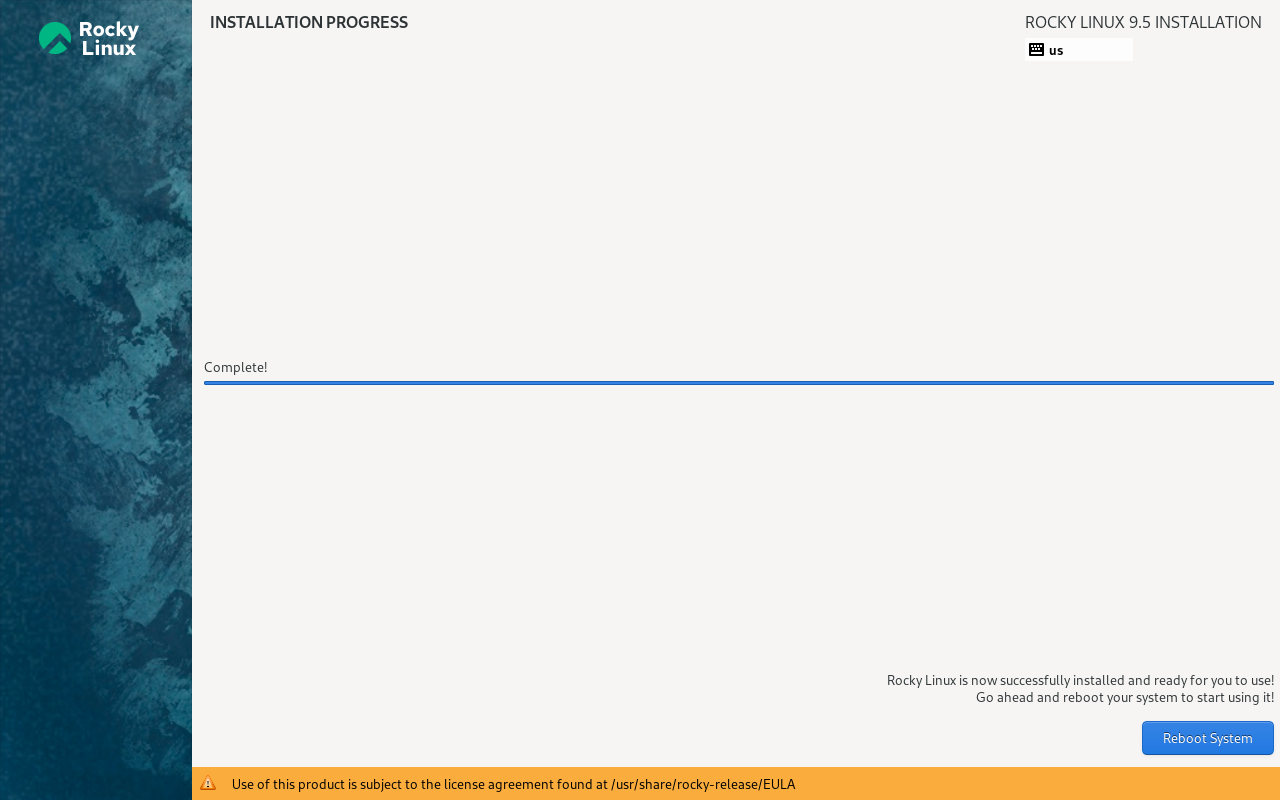 Rocky
Linux
INSTALLATION PROGRESS
ROCKY LINUX 9.5 INSTALLATION
us
Complete!
Rocky Linux is now successfully installed and ready for you to use!
Go ahead and reboot your system to start using it!
Reboot System
Use of this product is subject to the license agreement found at /usr/share/rocky-release/EULA